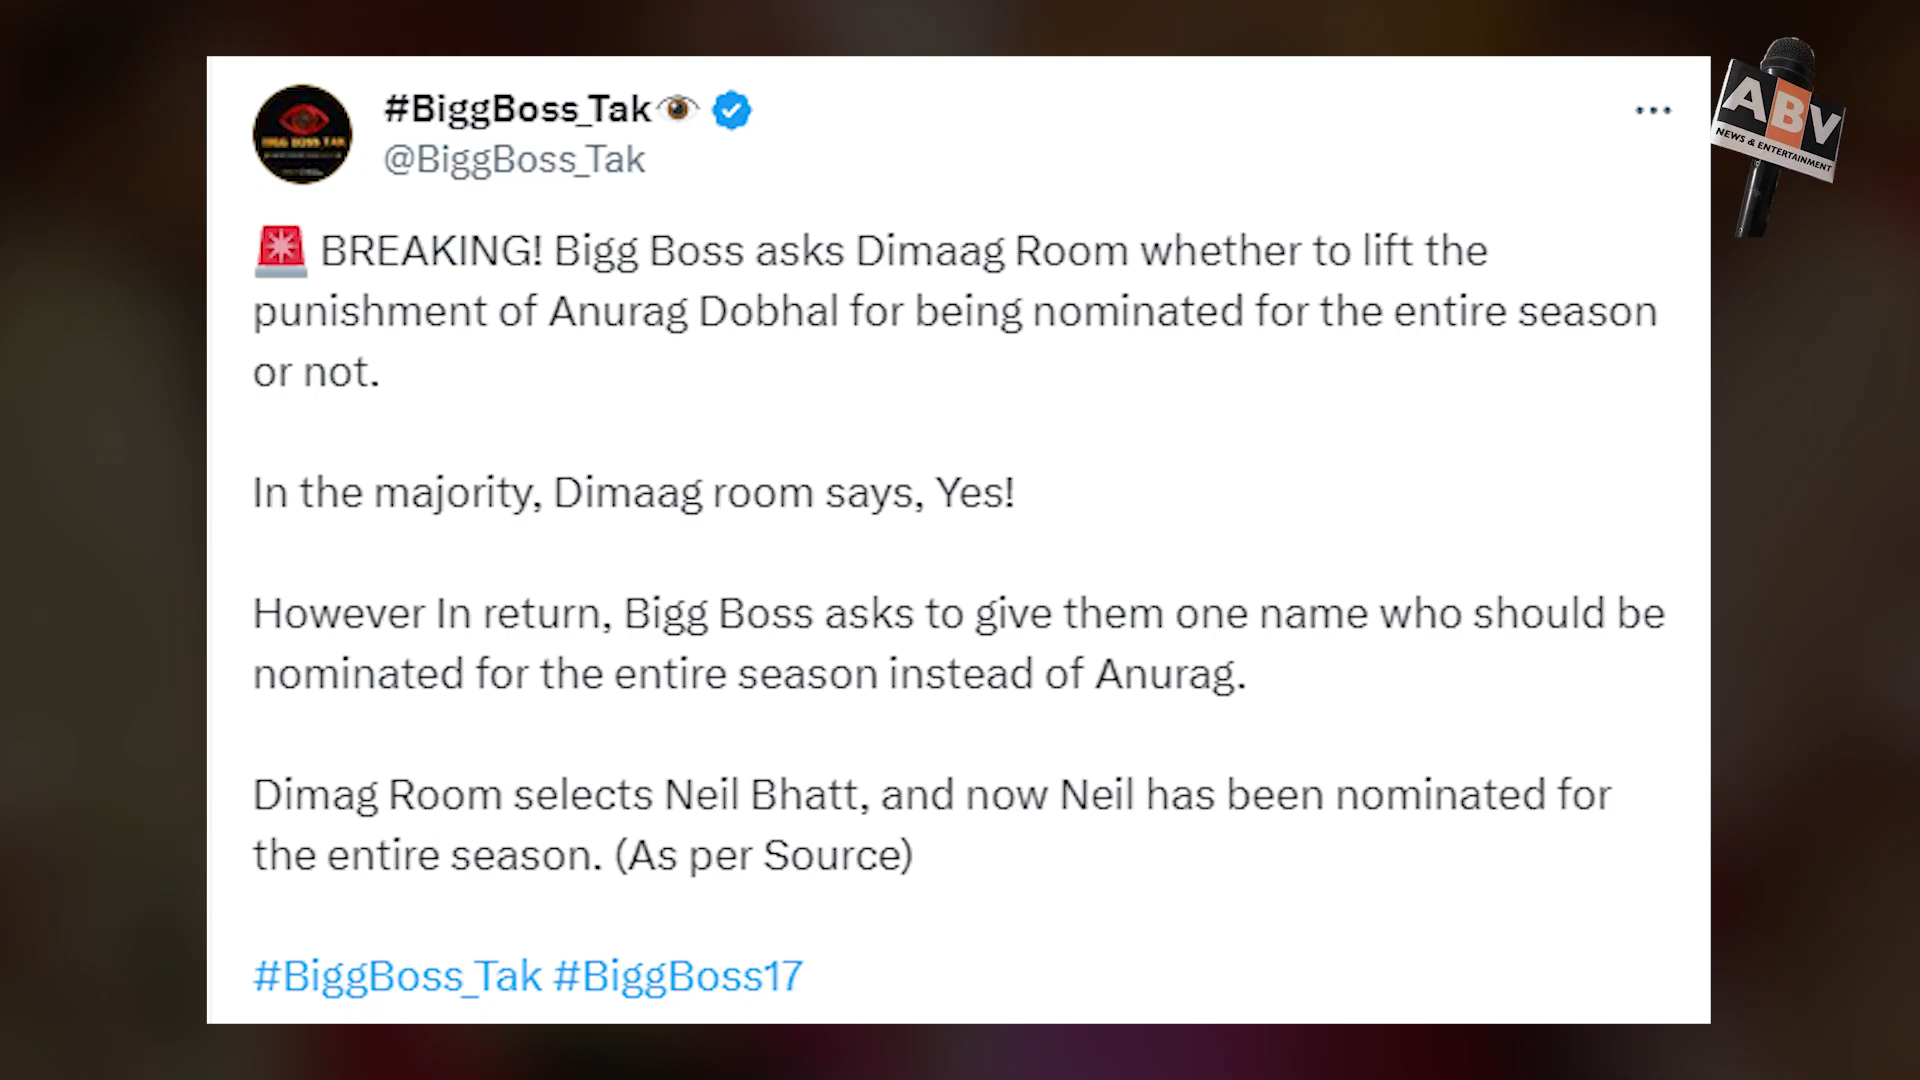 #BiggBoss_Tak👁️
@BiggBoss_Tak
🚨 BREAKING! Bigg Boss asks Dimaag Room whether to lift the
punishment of Anurag Dobhal for being nominated for the entire season
or not.
In the majority, Dimaag room says, Yes!
However In return, Bigg Boss asks to give them one name who should be
nominated for the entire season instead of Anurag.
Dimag Room selects Neil Bhatt, and now Neil has been nominated for
the entire season. (As per Source)
#BiggBoss_Tak #BiggBoss17
ABV
NEWS & ENTERTAINMENT
BIGG BOSS TAK